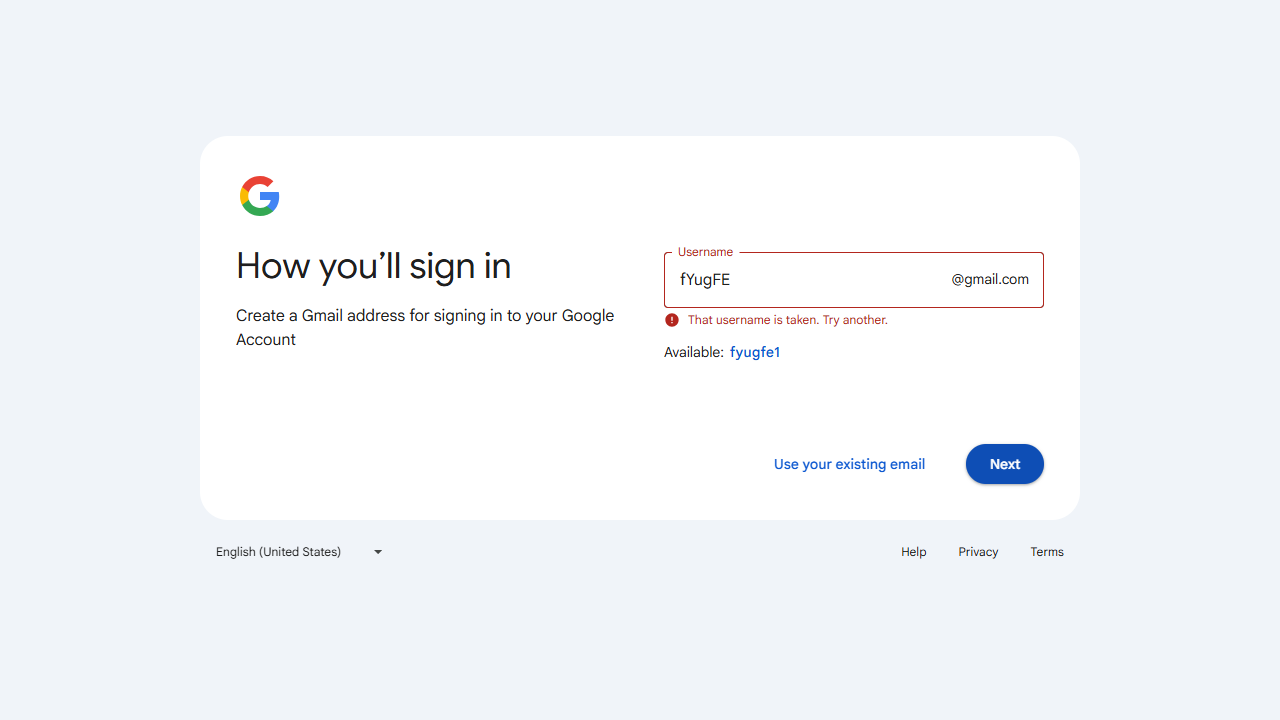 How you’ll sign in
Create a Gmail address for signing in to your Google
Account
Username
fYugFE
@gmail.com
That username is taken. Try another.
Available: fyugfe1
Use your existing email
Next
English (United States)
Help
Privacy
Terms